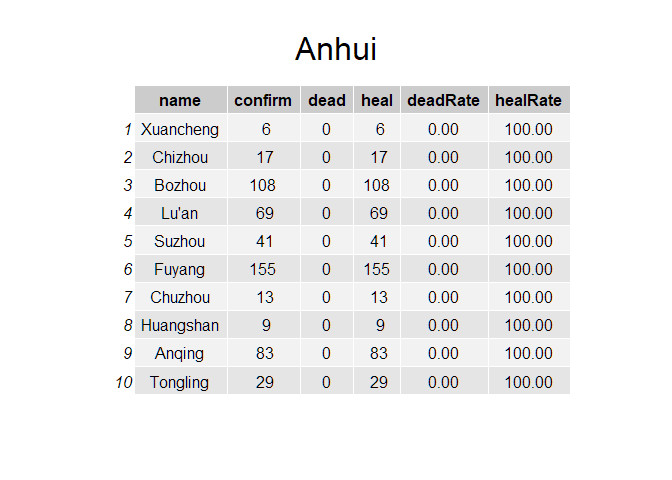 Anhui
name confirm dead heal deadRate healRate
1 Xuancheng 6 0 6 0.00 100.00
2 Chizhou 17 0 17 0.00 100.00
3 Bozhou 108 0 108 0.00 100.00
4 Lu'an 69 0 69 0.00 100.00
5 Suzhou 41 0 41 0.00 100.00
6 Fuyang 155 0 155 0.00 100.00
7 Chuzhou 13 0 13 0.00 100.00
8 Huangshan 9 0 9 0.00 100.00
9 Anqing 83 0 83 0.00 100.00
10 Tongling 29 0 29 0.00 100.00